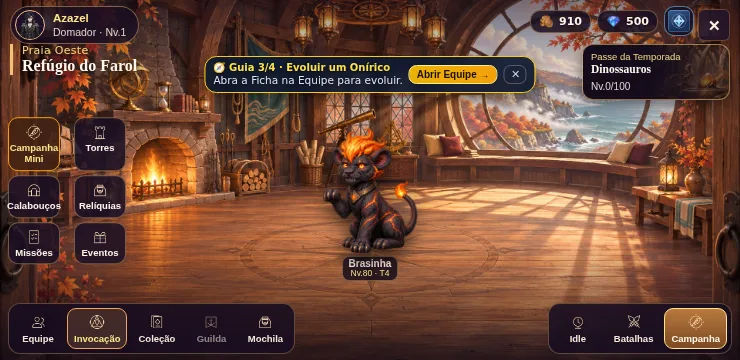 Azazel
Domador · Nv.1
910
500
×
Praia Oeste
Refúgio do Farol
Guia 3/4 · Evoluir um Onírico
Abra a Ficha na Equipe para evoluir.
Abrir Equipe →
×
Passe da Temporada
Dinossauros
Nv.0/100
Campanha Mini
Torres
Calabouços
Relíquias
Missões
Eventos
Brasinha
Nv.80 · T4
Equipe
Invocação
Coleção
Guilda
Mochila
Idle
Batalhas
Campanha